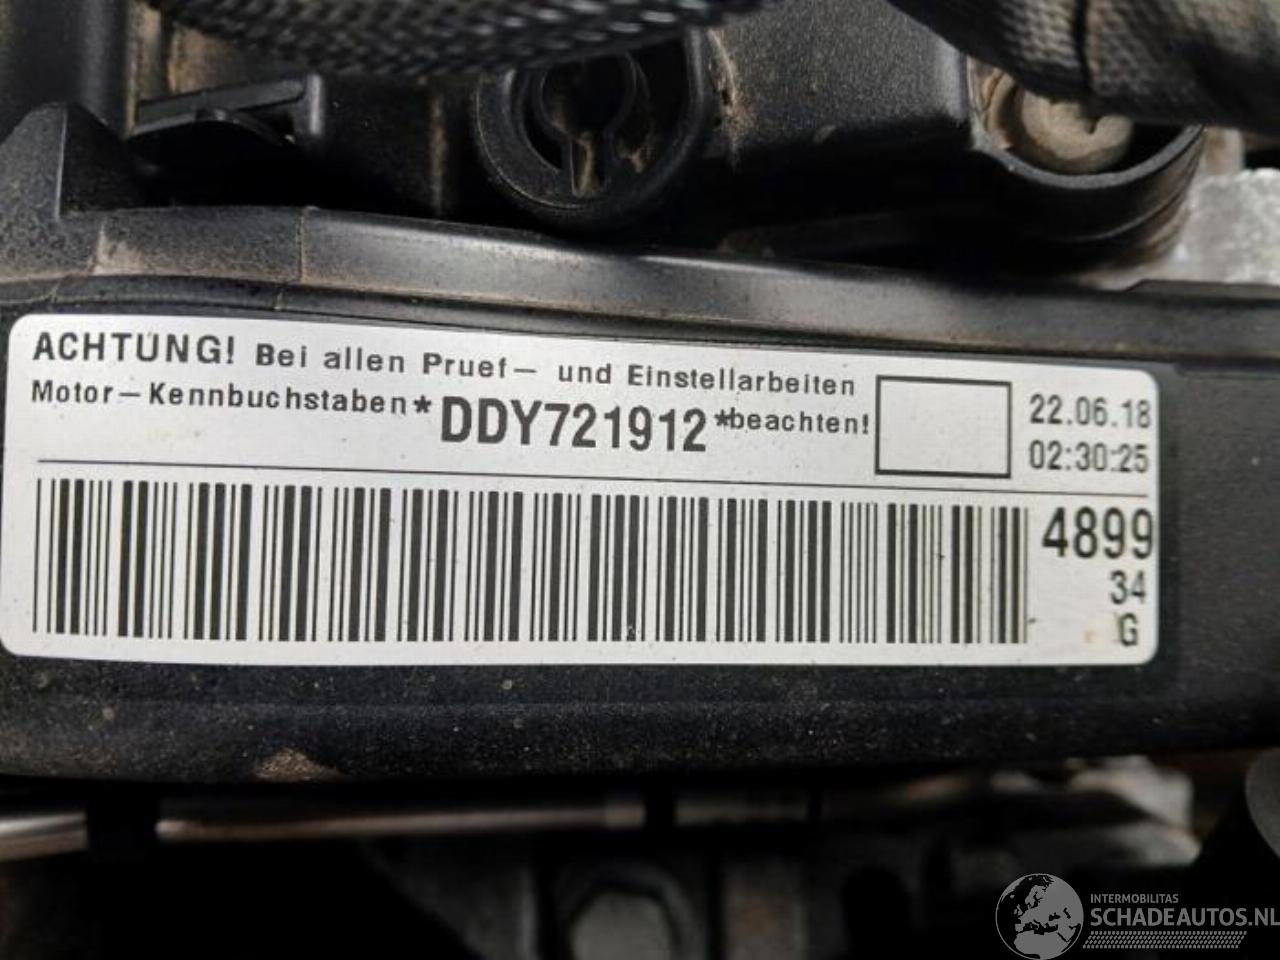 ACHTUNG! Bei allen Pruef- und Einstellarbeiten
Motor-Kennbuchstaben*DDY721912*beachten!
22.06.18
02:30:25
4899
34
G
INTERMOBILITAS
SCHADEAUTOS.NL